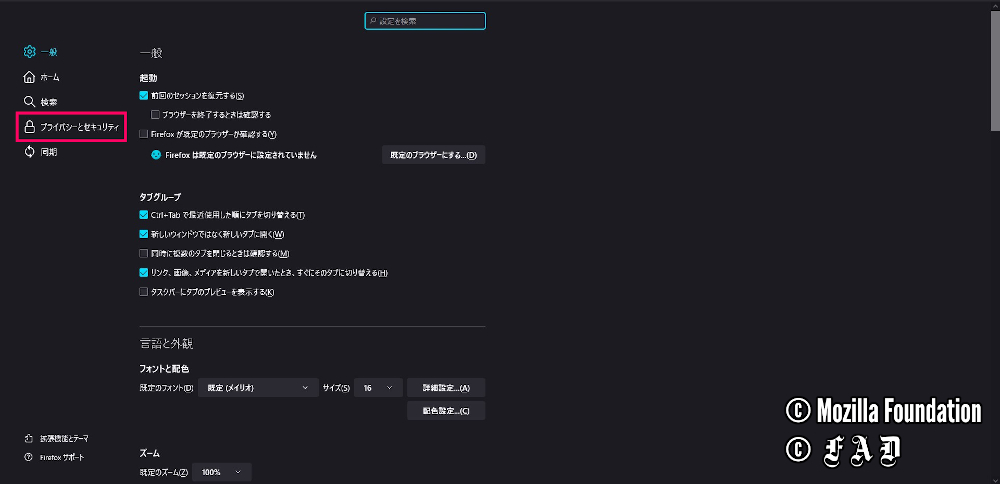 設定を検索
一般
ホーム
検索
プライバシーとセキュリティ
同期
一般
起動
前回のセッションを復元する(S)
ブラウザーを終了するときは確認する
Firefox が既定のブラウザーか確認する(Y)
Firefox は既定のブラウザーに設定されていません
既定のブラウザーにする...(D)
タブグループ
Ctrl+Tab で最近使用した順にタブを切り替える(T)
新しいウィンドウではなく新しいタブに開く(W)
同時に複数のタブを閉じるときは確認する(M)
リンク、画像、メディアを新しいタブで開いたとき、すぐにそのタブに切り替える(H)
タスクバーにタブのプレビューを表示する(K)
言語と外観
フォントと配色
既定のフォント(D) 既定 (メイリオ) サイズ(S) 16 詳細設定...(A)
配色設定...(C)
ズーム
既定のズーム(Z) 100%
拡張機能とテーマ
Firefox サポート
© Mozilla Foundation
© F A D